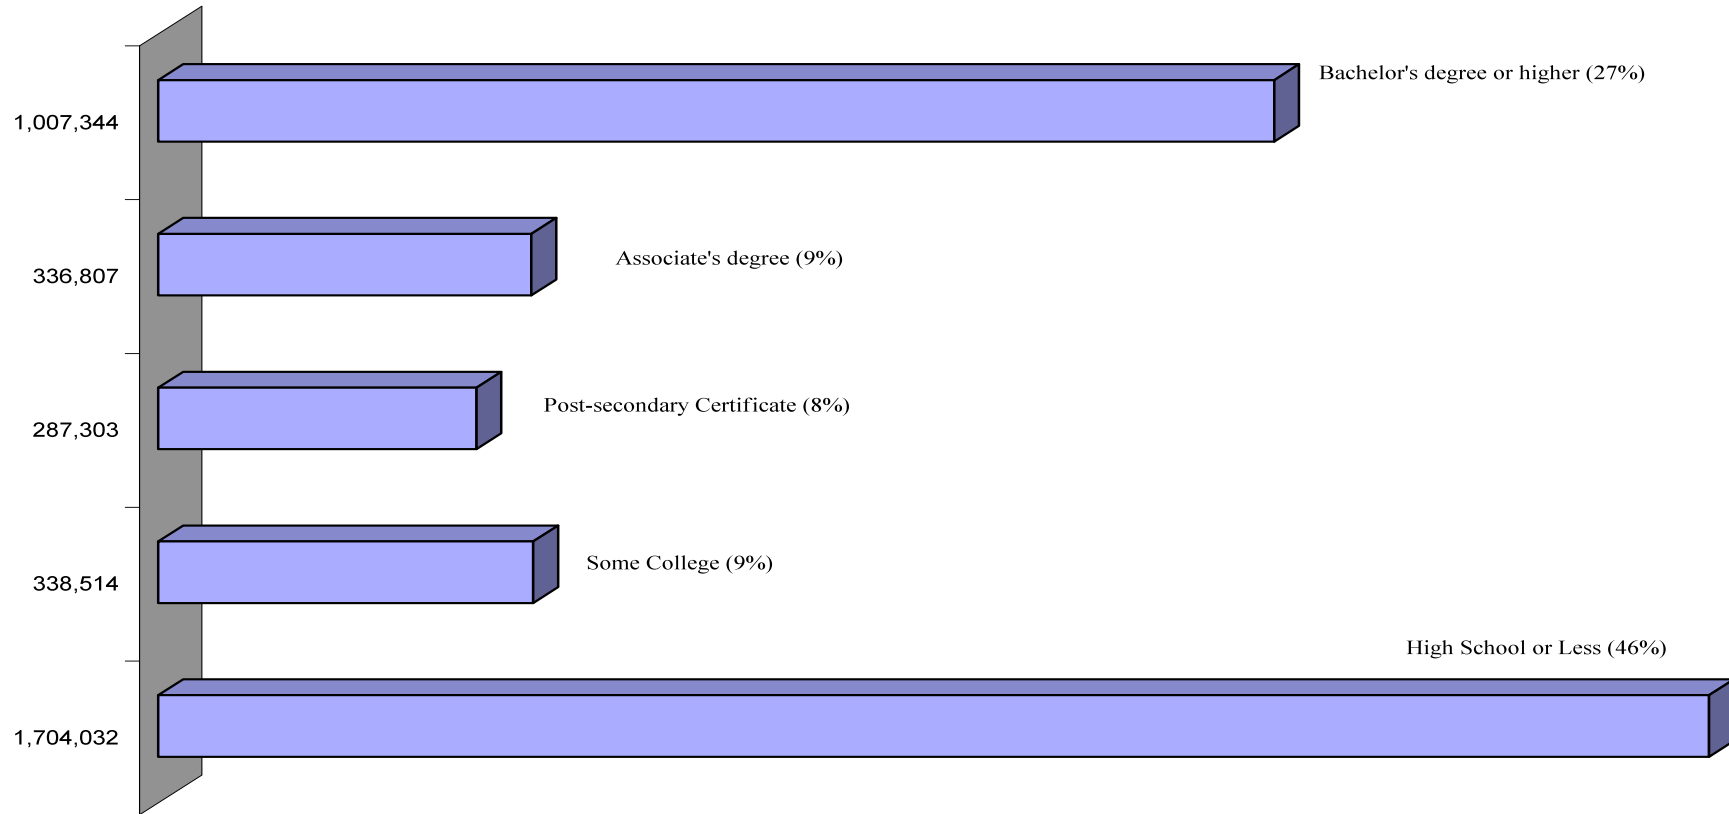 Bachelor's degree or higher (27%)
1,007,344
Associate's degree (9%)
336,807
Post-secondary Certificate (8%)
287,303
Some College (9%)
338,514
High School or Less (46%)
1,704,032